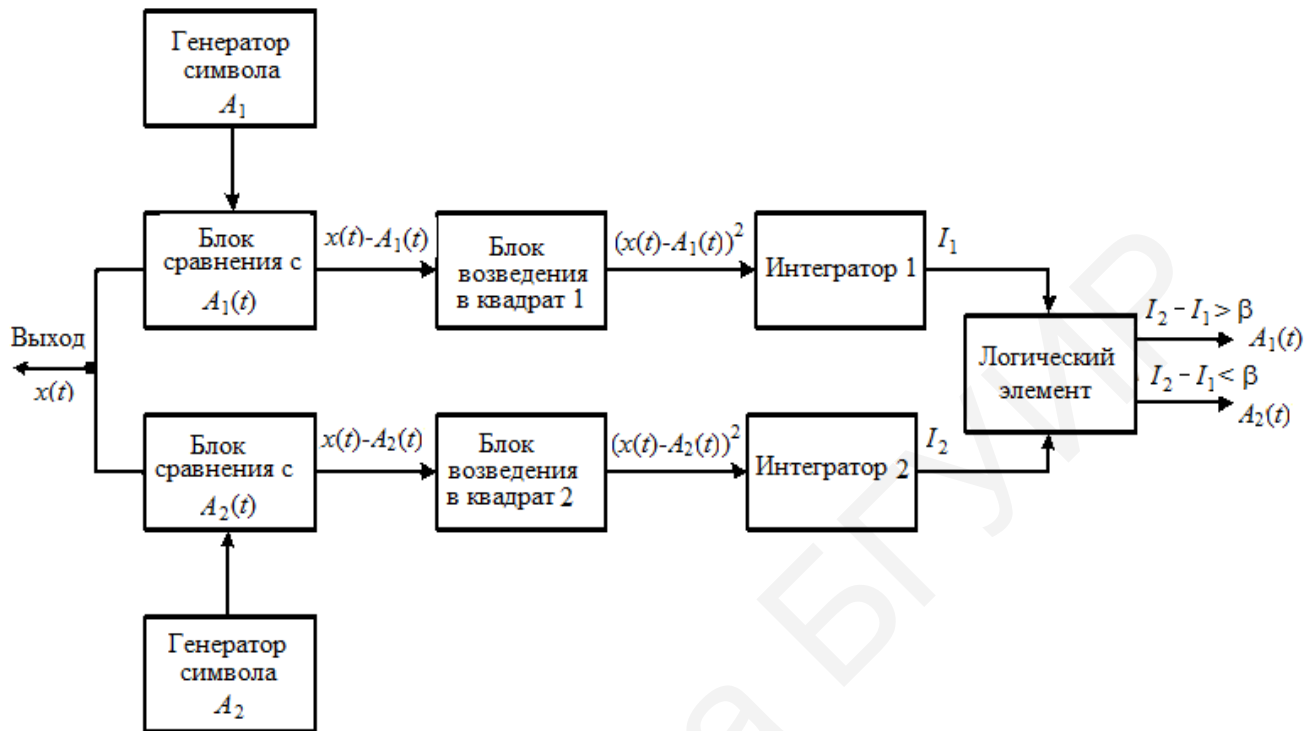 Генератор
символа
A₁
Блок
сравнения с
A₁(t)
x(t)-A₁(t)
Блок
возведения
в квадрат 1
(x(t)-A₁(t))²
Интегратор 1
I₁
Выход
x(t)
Логический
элемент
I₂ − I₁ > β
A₁(t)
I₂ − I₁ < β
A₂(t)
Блок
сравнения с
A₂(t)
x(t)-A₂(t)
Блок
возведения
в квадрат 2
(x(t)-A₂(t))²
Интегратор 2
I₂
Генератор
символа
A₂
а БГУИР